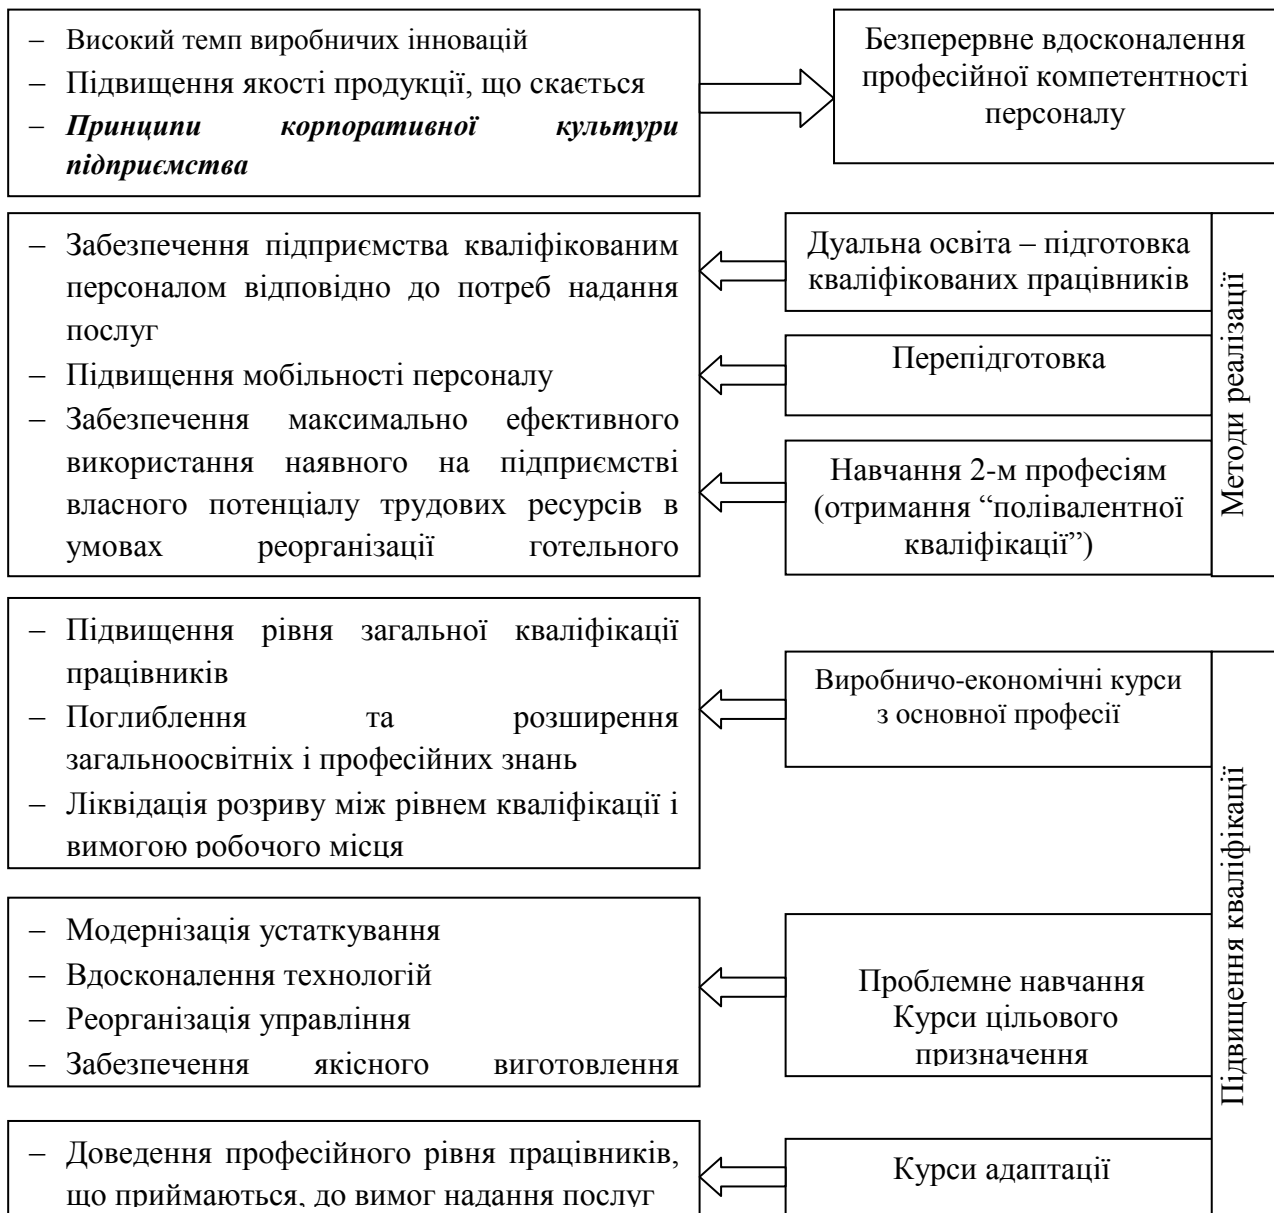 – Високий темп виробничих інновацій
– Підвищення якості продукції, що скається
– Принципи корпоративної культури
підприємства
Безперервне вдосконалення
професійної компетентності
персоналу
– Забезпечення підприємства кваліфікованим
персоналом відповідно до потреб надання
послуг
– Підвищення мобільності персоналу
– Забезпечення максимально ефективного
використання наявного на підприємстві
власного потенціалу трудових ресурсів в
умовах реорганізації готельного
Дуальна освіта – підготовка
кваліфікованих працівників
Перепідготовка
Навчання 2-м професіям
(отримання “полівалентної
кваліфікації”)
Методи реалізації
– Підвищення рівня загальної кваліфікації
працівників
– Поглиблення та розширення
загальноосвітніх і професійних знань
– Ліквідація розриву між рівнем кваліфікації і
вимогою робочого місця
Виробничо-економічні курси
з основної професії
– Модернізація устаткування
– Вдосконалення технологій
– Реорганізація управління
– Забезпечення якісного виготовлення
Проблемне навчання
Курси цільового
призначення
– Доведення професійного рівня працівників,
що приймаються, до вимог надання послуг
Курси адаптації
Підвищення кваліфікації